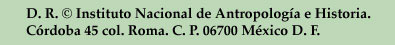 D. R. © Instituto Nacional de Antropología e Historia.
Córdoba 45 col. Roma. C. P. 06700 México D. F.